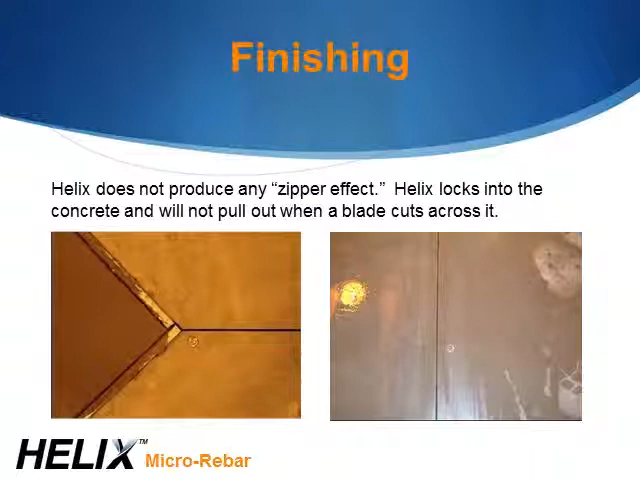 Finishing
Helix does not produce any “zipper effect.”  Helix locks into the
concrete and will not pull out when a blade cuts across it.
HELIX™
Micro-Rebar